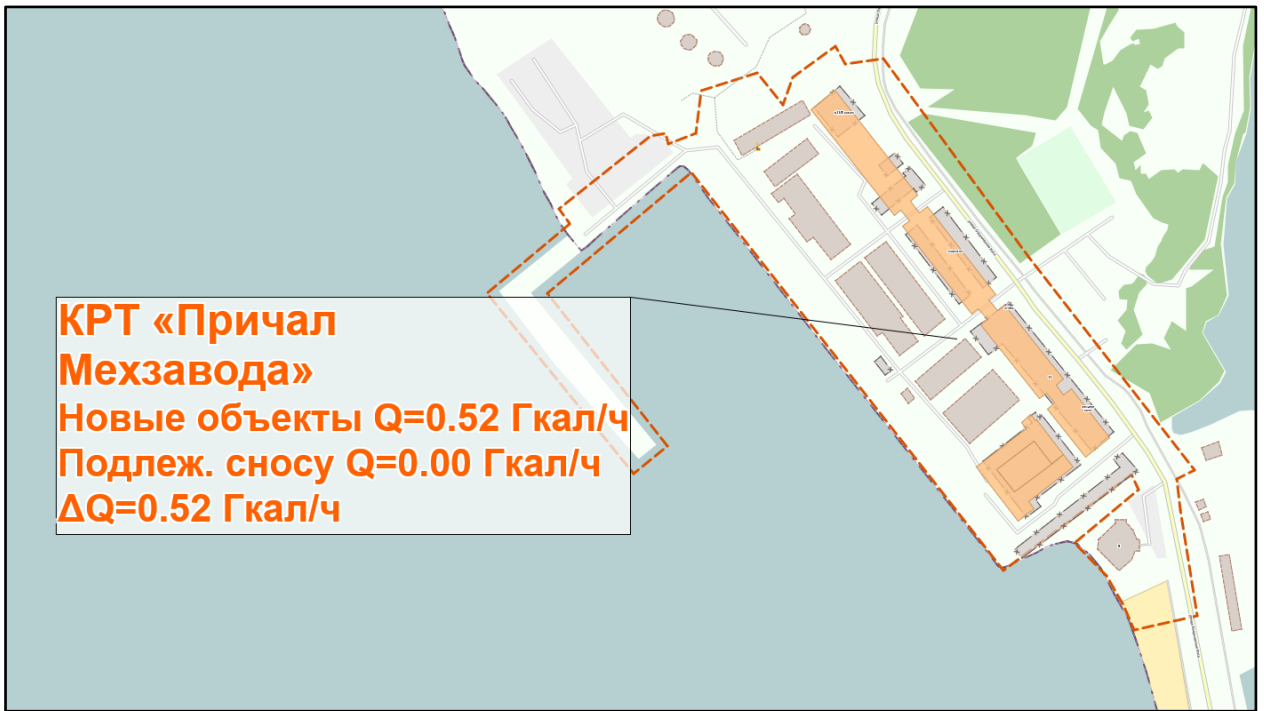 КРТ «Причал
Мехзавода»
Новые объекты Q=0.52 Гкал/ч
Подлеж. сносу Q=0.00 Гкал/ч
ΔQ=0.52 Гкал/ч